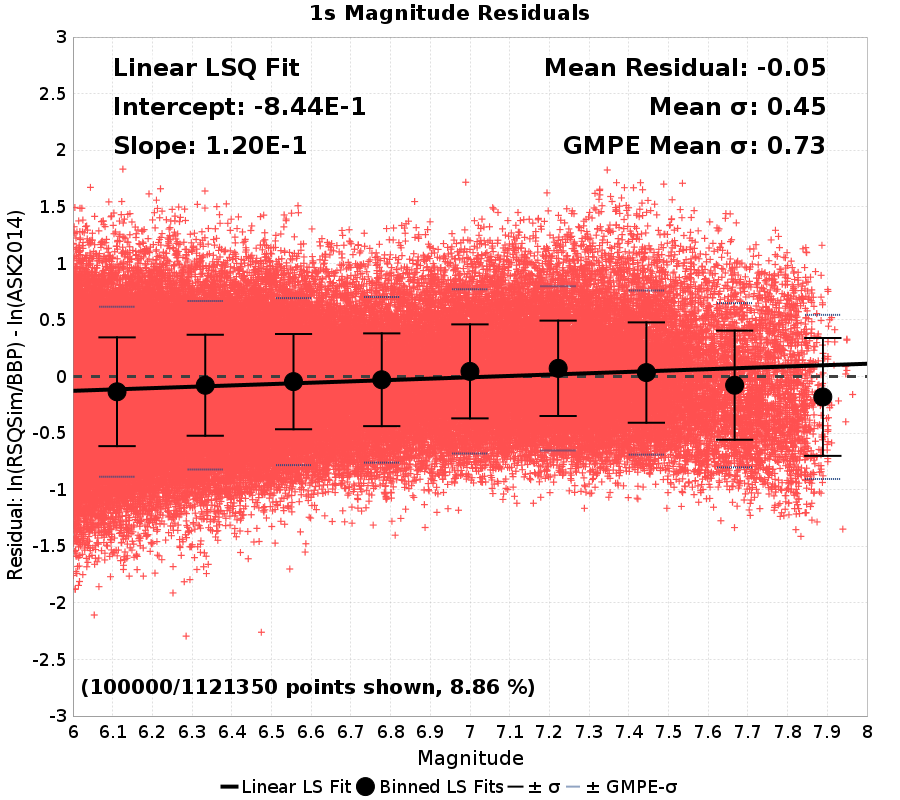 1s Magnitude Residuals
Linear LSQ Fit
Intercept: -8.44E-1
Slope: 1.20E-1
Mean Residual: -0.05
Mean σ: 0.45
GMPE Mean σ: 0.73
Residual: ln(RSQSim/BBP) - ln(ASK2014)
3
2.5
2
1.5
1
0.5
0
-0.5
-1
-1.5
-2
-2.5
-3
(100000/1121350 points shown, 8.86 %)
6 6.1 6.2 6.3 6.4 6.5 6.6 6.7 6.8 6.9 7 7.1 7.2 7.3 7.4 7.5 7.6 7.7 7.8 7.9 8
Magnitude
Linear LS Fit Binned LS Fits ± σ ± GMPE-σ